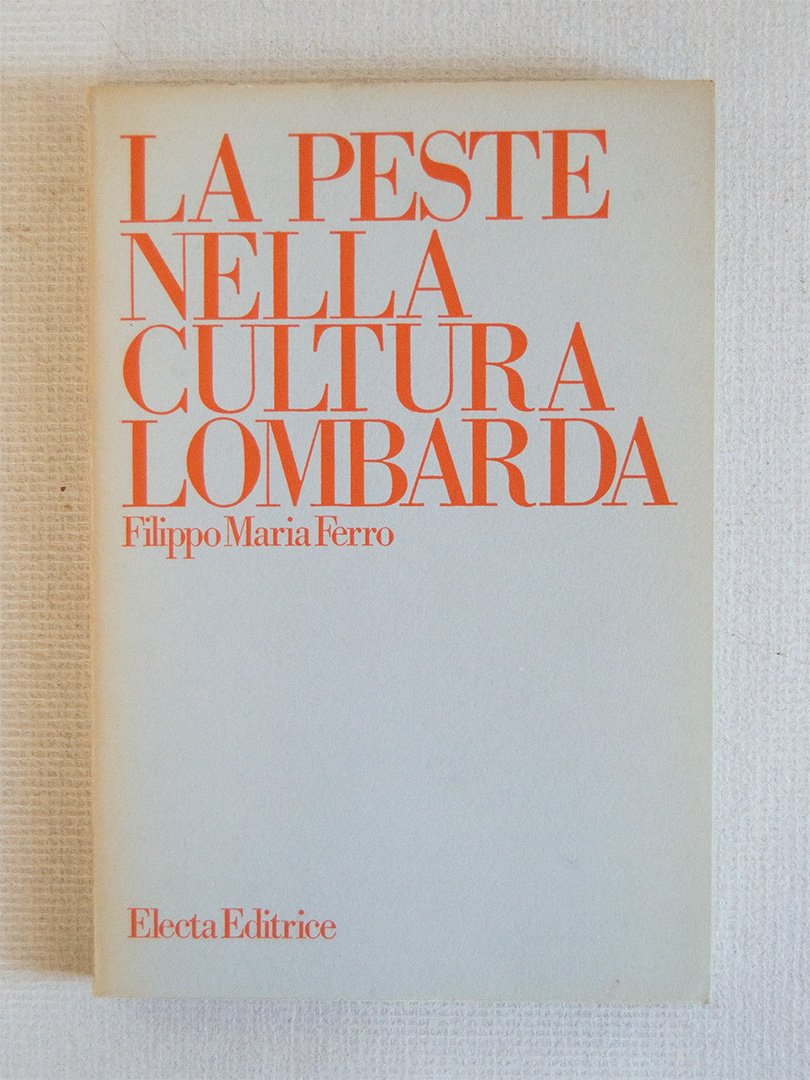 LA PESTE
NELLA
CULTURA
LOMBARDA
Filippo Maria Ferro
Electa Editrice